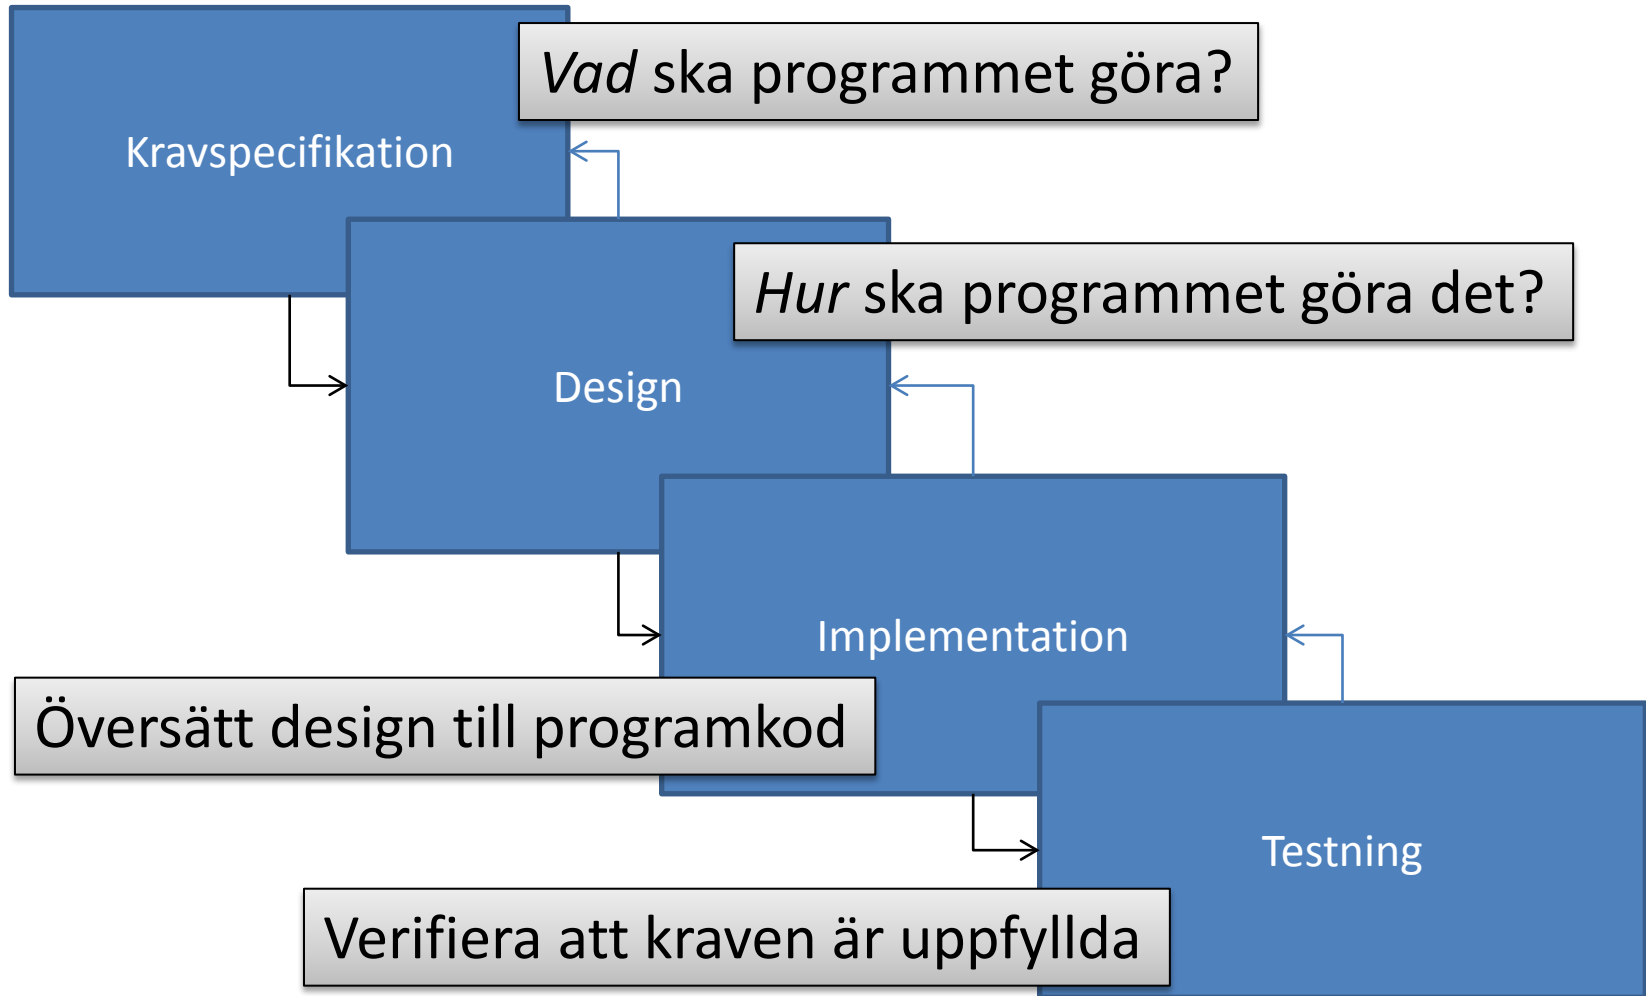 Vad ska programmet göra?
Kravspecifikation
Hur ska programmet göra det?
Design
Implementation
Översätt design till programkod
Testning
Verifiera att kraven är uppfyllda